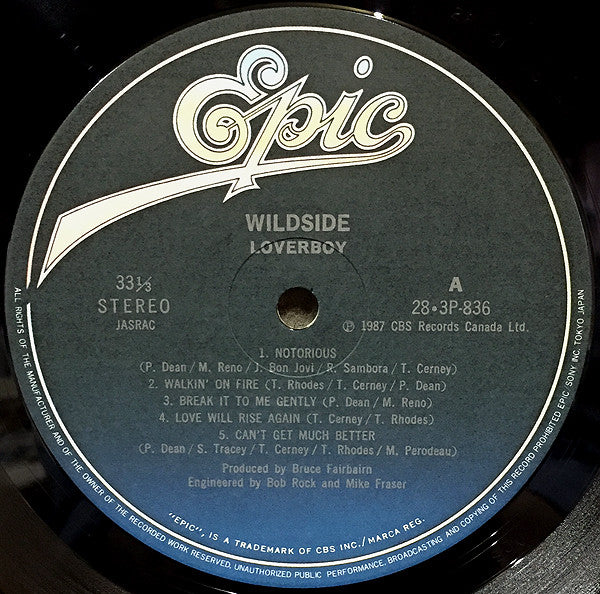 Epic
WILDSIDE
LOVERBOY
33⅓
STEREO
JASRAC
A
28・3P-836
Ⓟ 1987 CBS Records Canada Ltd.
1. NOTORIOUS
(P. Dean / M. Reno / J. Bon Jovi / R. Sambora / T. Cerney)
2. WALKIN' ON FIRE (T. Rhodes / T. Cerney / P. Dean)
3. BREAK IT TO ME GENTLY (P. Dean / M. Reno)
4. LOVE WILL RISE AGAIN (T. Cerney / T. Rhodes)
5. CAN'T GET MUCH BETTER
(P. Dean / S. Tracey / T. Cerney / T. Rhodes / M. Perodeau)
Produced by Bruce Fairbairn
Engineered by Bob Rock and Mike Fraser
"EPIC", IS A TRADEMARK OF CBS INC./MARCA REG.
ALL RIGHTS OF THE MANUFACTURER AND OF THE OWNER OF THE RECORDED WORK RESERVED, UNAUTHORIZED PUBLIC PERFORMANCE, BROADCASTING AND COPYING OF THIS RECORD PROHIBITED EPIC/SONY INC. TOKYO JAPAN